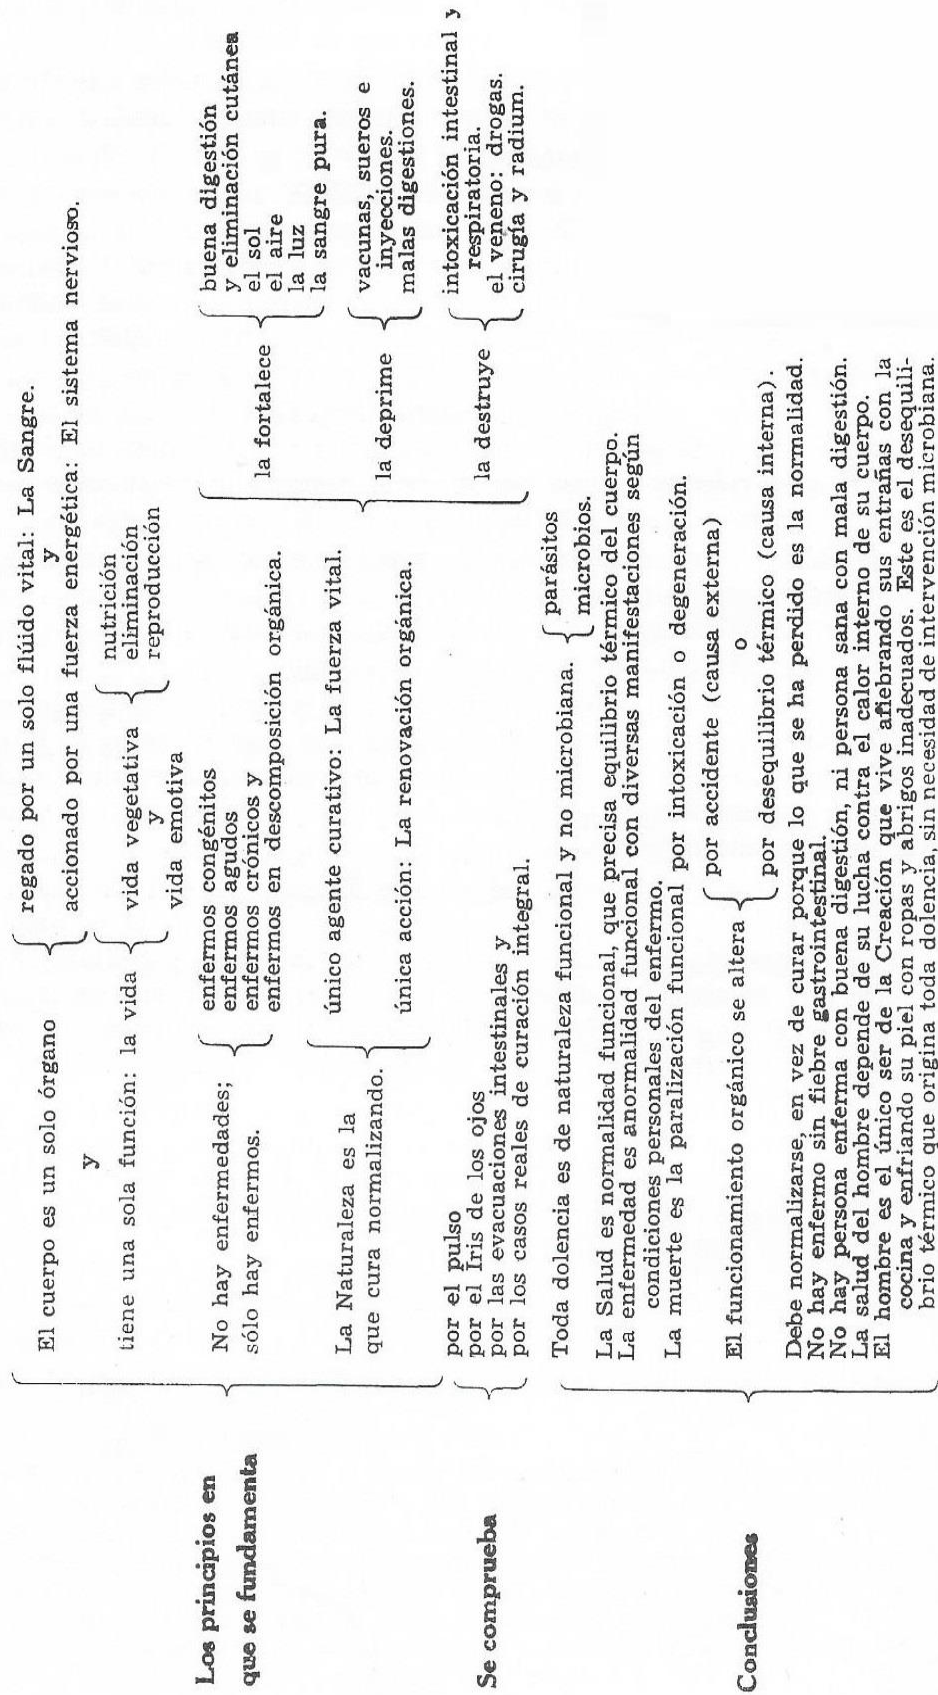 Los principios en
que se fundamenta
El cuerpo es un solo órgano
y
tiene una sola función: la vida
regado por un solo flúido vital: La Sangre.
y
accionado por una fuerza energética: El sistema nervioso.
vida vegetativa
y
vida emotiva
nutrición
eliminación
reproducción
No hay enfermedades;
sólo hay enfermos.
enfermos congénitos
enfermos agudos
enfermos crónicos y
enfermos en descomposición orgánica.
La Naturaleza es la
que cura normalizando.
único agente curativo: La fuerza vital.
única acción: La renovación orgánica.
la fortalece
buena digestión
y eliminación cutánea
el sol
el aire
la luz
la sangre pura.
la deprime
vacunas, sueros e
inyecciones.
malas digestiones.
la destruye
intoxicación intestinal y
respiratoria.
el veneno: drogas.
cirugía y radium.
Se comprueba
por el pulso
por el Iris de los ojos
por las evacuaciones intestinales y
por los casos reales de curación integral.
Conclusiones
Toda dolencia es de naturaleza funcional y no microbiana.
parásitos
microbios.
La Salud es normalidad funcional, que precisa equilibrio térmico del cuerpo.
La enfermedad es anormalidad funcional con diversas manifestaciones según
condiciones personales del enfermo.
La muerte es la paralización funcional por intoxicación o degeneración.
El funcionamiento orgánico se altera
por accidente (causa externa)
o
por desequilibrio térmico (causa interna).
Debe normalizarse, en vez de curar porque lo que se ha perdido es la normalidad.
No hay enfermo sin fiebre gastrointestinal.
No hay persona enferma con buena digestión, ni persona sana con mala digestión.
La salud del hombre depende de su lucha contra el calor interno de su cuerpo.
El hombre es el único ser de la Creación que vive afiebrando sus entrañas con la
cocina y enfriando su piel con ropas y abrigos inadecuados. Este es el desequili-
brio térmico que origina toda dolencia, sin necesidad de intervención microbiana.